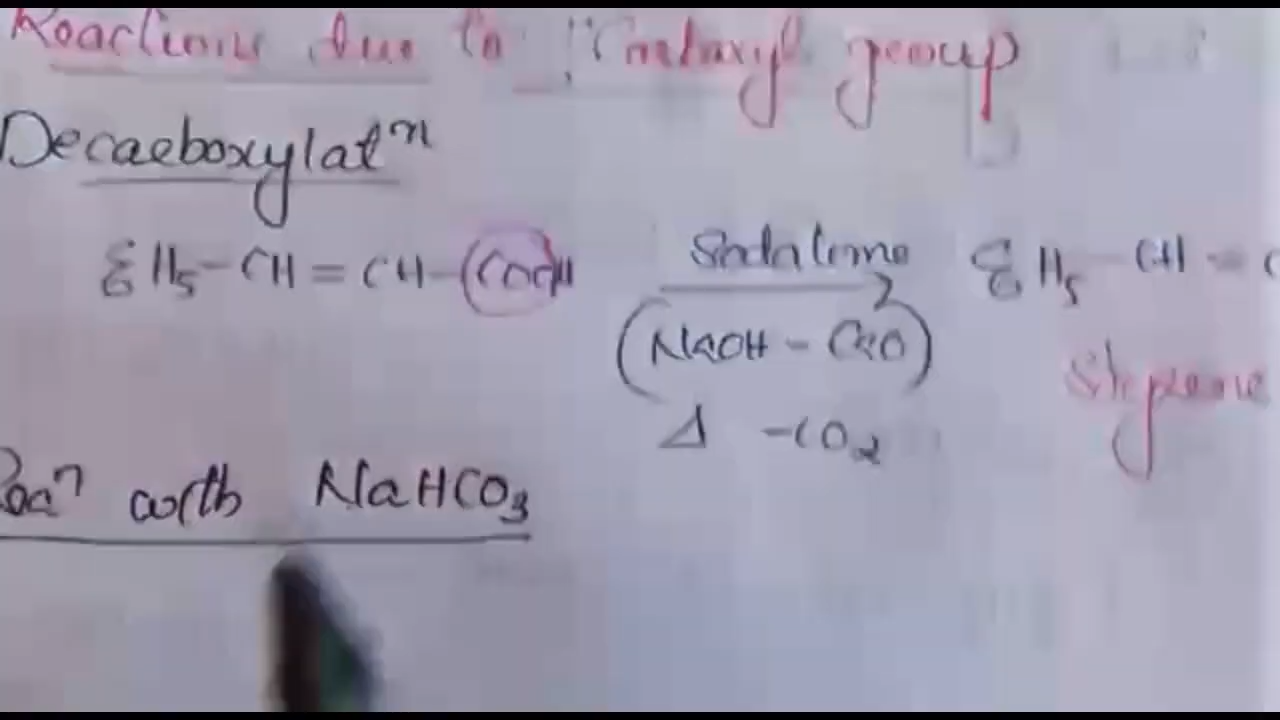 Reactions due to Carboxyl group
Decarboxylatⁿ
C₆H₅-CH=CH-COOH Sodalime C₆H₅-CH=C
(NaOH-CaO) Styrene
Δ -CO₂
Reaⁿ with NaHCO₃